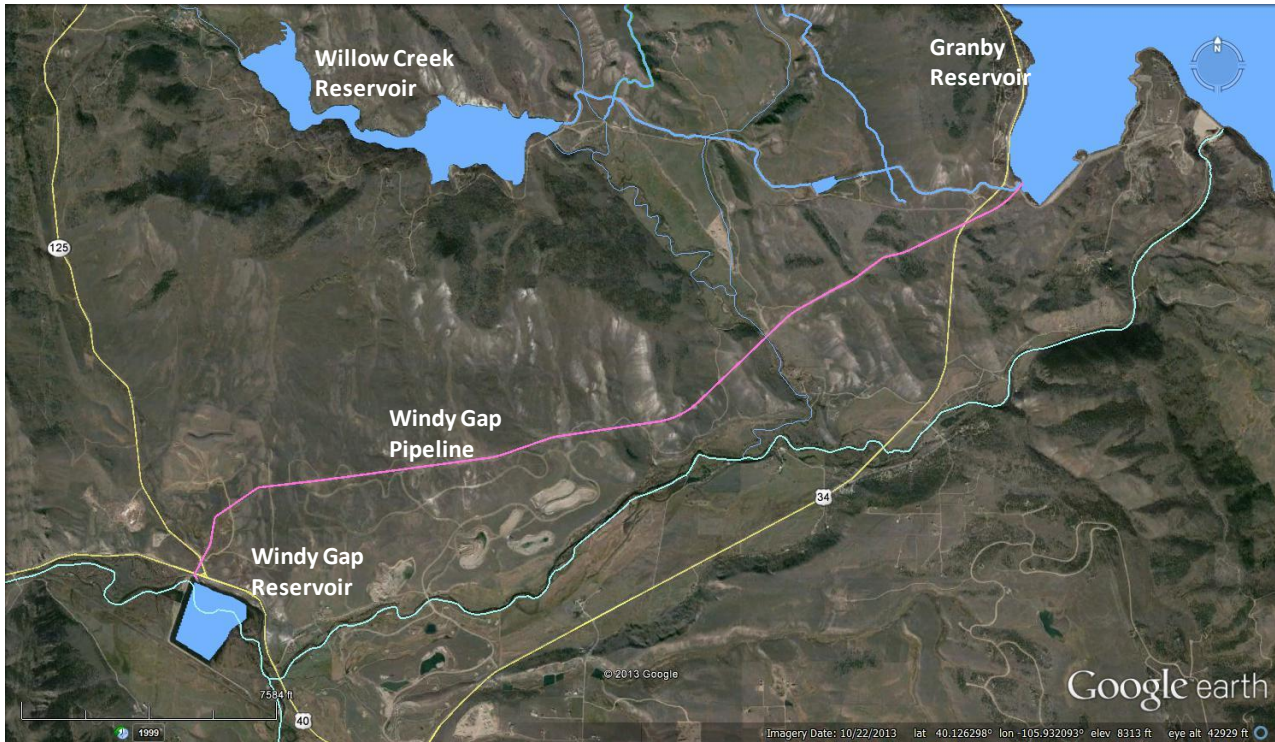 Willow Creek
Reservoir
Granby
Reservoir
N
125
Windy Gap
Pipeline
34
Windy Gap
Reservoir
© 2013 Google
Google earth
7584 ft
40
1999
Imagery Date: 10/22/2013 lat 40.126298° lon -105.932093° elev 8313 ft eye alt 42929 ft